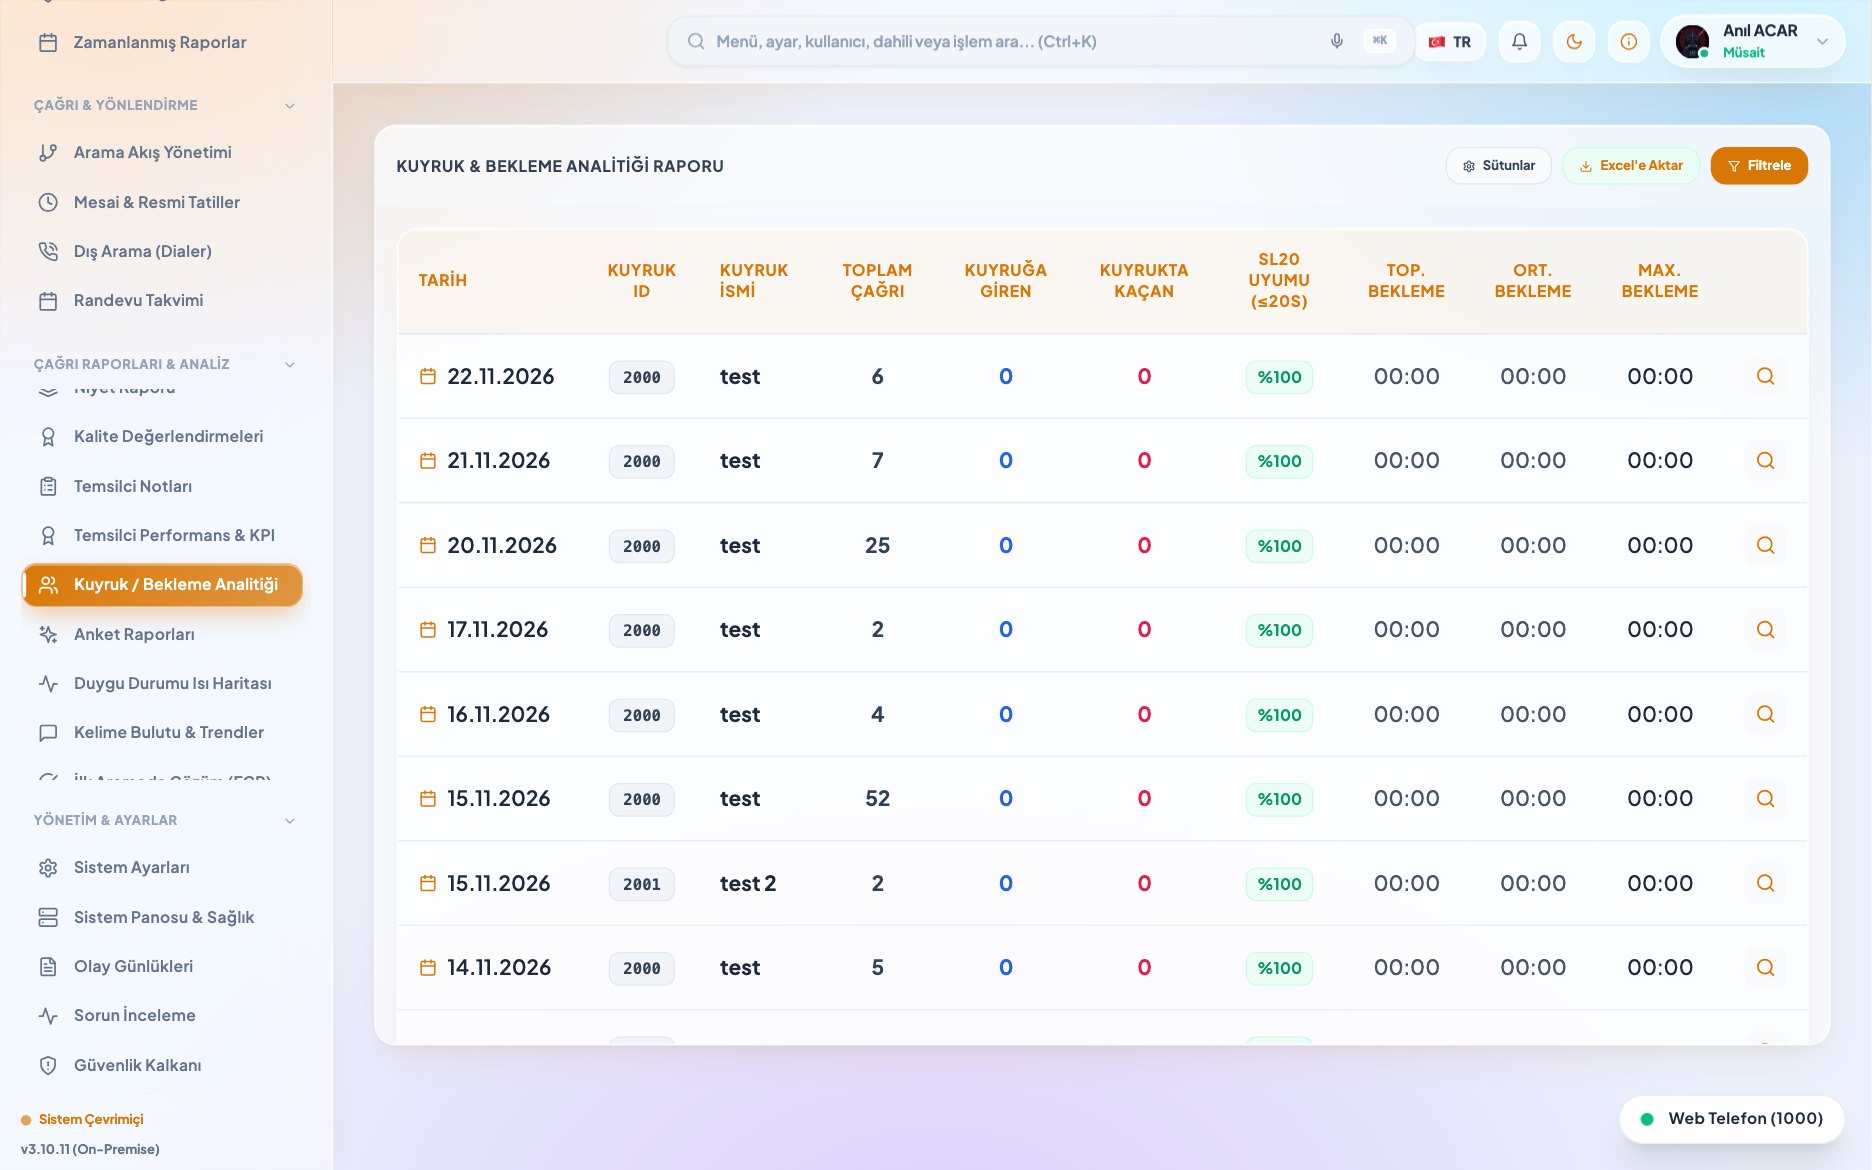 Zamanlanmış Raporlar
ÇAĞRI & YÖNLENDİRME
Arama Akış Yönetimi
Mesai & Resmi Tatiller
Dış Arama (Dialer)
Randevu Takvimi
ÇAĞRI RAPORLARI & ANALİZ
Niyet Raporu
Kalite Değerlendirmeleri
Temsilci Notları
Temsilci Performans & KPI
Kuyruk / Bekleme Analitiği
Anket Raporları
Duygu Durumu Isı Haritası
Kelime Bulutu & Trendler
İlk Aramada Çözüm (FCR)
YÖNETİM & AYARLAR
Sistem Ayarları
Sistem Panosu & Sağlık
Olay Günlükleri
Sorun İnceleme
Güvenlik Kalkanı
Sistem Çevrimiçi
v3.10.11 (On-Premise)
Menü, ayar, kullanıcı, dahili veya işlem ara... (Ctrl+K)
⌘K
TR
Anıl ACAR
Müsait
KUYRUK & BEKLEME ANALİTİĞİ RAPORU
Sütunlar
Excel'e Aktar
Filtrele
TARİH KUYRUK ID KUYRUK İSMİ TOPLAM ÇAĞRI KUYRUĞA GİREN KUYRUKTA KAÇAN SL20 UYUMU (≤20S) TOP. BEKLEME ORT. BEKLEME MAX. BEKLEME
22.11.2026 2000 test 6 0 0 %100 00:00 00:00 00:00
21.11.2026 2000 test 7 0 0 %100 00:00 00:00 00:00
20.11.2026 2000 test 25 0 0 %100 00:00 00:00 00:00
17.11.2026 2000 test 2 0 0 %100 00:00 00:00 00:00
16.11.2026 2000 test 4 0 0 %100 00:00 00:00 00:00
15.11.2026 2000 test 52 0 0 %100 00:00 00:00 00:00
15.11.2026 2001 test 2 2 0 0 %100 00:00 00:00 00:00
14.11.2026 2000 test 5 0 0 %100 00:00 00:00 00:00
Web Telefon (1000)